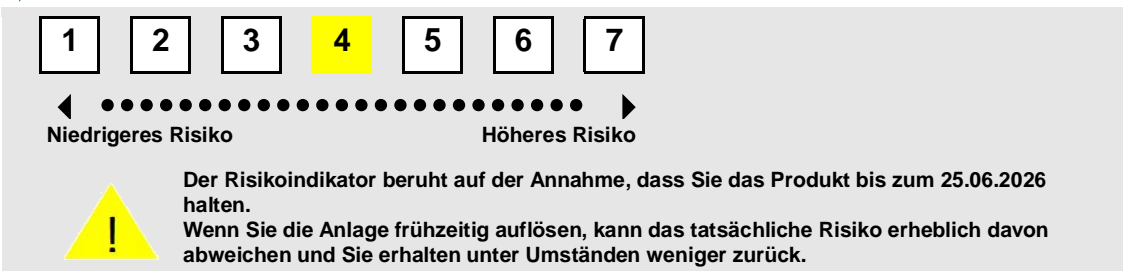 1 2 3 4 5 6 7
Niedrigeres Risiko Höheres Risiko
!
Der Risikoindikator beruht auf der Annahme, dass Sie das Produkt bis zum 25.06.2026
halten.
Wenn Sie die Anlage frühzeitig auflösen, kann das tatsächliche Risiko erheblich davon
abweichen und Sie erhalten unter Umständen weniger zurück.